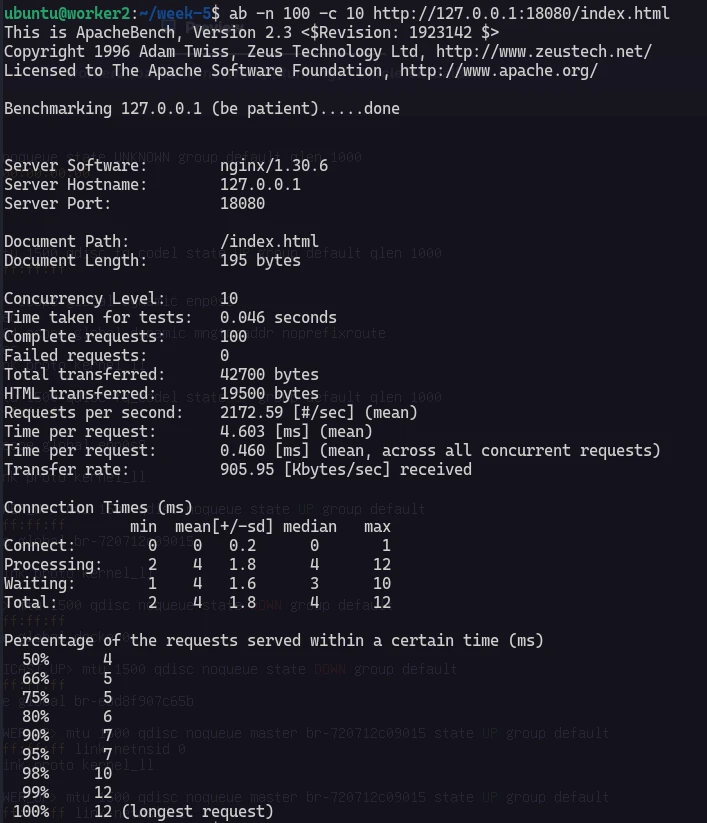 ubuntu@worker2:~/week-5$ ab -n 100 -c 10 http://127.0.0.1:18080/index.html
This is ApacheBench, Version 2.3 <$Revision: 1923142 $>
Copyright 1996 Adam Twiss, Zeus Technology Ltd, http://www.zeustech.net/
Licensed to The Apache Software Foundation, http://www.apache.org/

Benchmarking 127.0.0.1 (be patient).....done

Server Software:        nginx/1.30.6
Server Hostname:        127.0.0.1
Server Port:            18080

Document Path:          /index.html
Document Length:        195 bytes

Concurrency Level:      10
Time taken for tests:   0.046 seconds
Complete requests:      100
Failed requests:        0
Total transferred:      42700 bytes
HTML transferred:       19500 bytes
Requests per second:    2172.59 [#/sec] (mean)
Time per request:       4.603 [ms] (mean)
Time per request:       0.460 [ms] (mean, across all concurrent requests)
Transfer rate:          905.95 [Kbytes/sec] received

Connection Times (ms)
              min  mean[+/-sd] median   max
Connect:        0    0   0.2      0       1
Processing:     2    4   1.8      4      12
Waiting:        1    4   1.6      3      10
Total:          2    4   1.8      4      12

Percentage of the requests served within a certain time (ms)
  50%      4
  66%      5
  75%      5
  80%      6
  90%      7
  95%      7
  98%     10
  99%     12
 100%     12 (longest request)